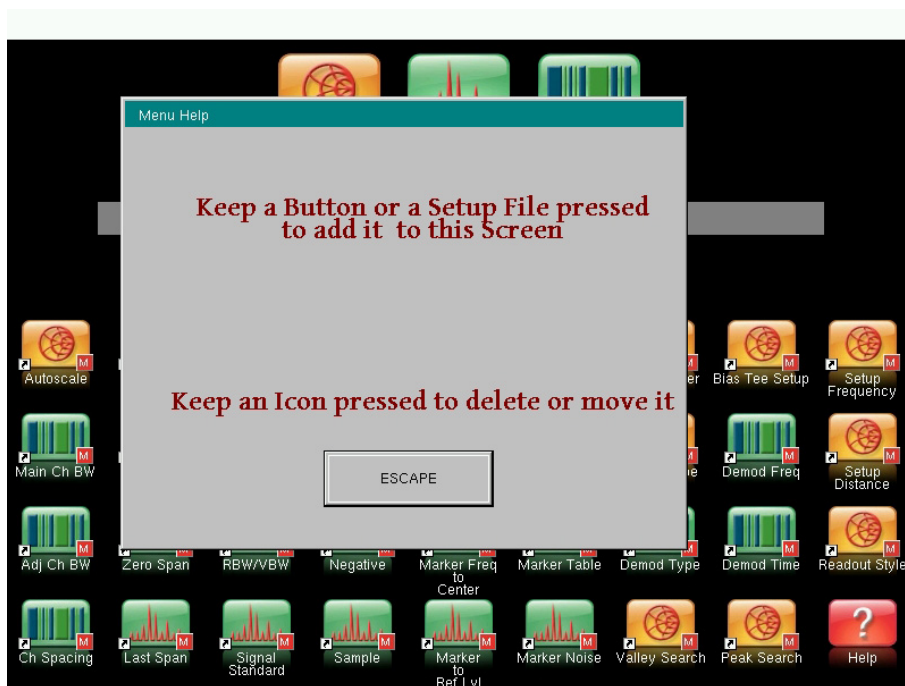 Menu Help
Keep a Button or a Setup File pressed
to add it to this Screen
Keep an Icon pressed to delete or move it
ESCAPE
M
M
M
M
Autoscale
er
Bias Tee Setup
Setup
Frequency
M
M
M
Main Ch BW
Demod Freq
Setup
Distance
M
M
M
M
M
M
M
M
M
Adj Ch BW
Zero Span
RBW/VBW
Negative
Marker Freq
to
Center
Marker Table
Demod Type
Demod Time
Readout Style
?
M
M
M
M
M
M
M
M
Ch Spacing
Last Span
Signal
Standard
Sample
Marker
to
Ref Lvl
Marker Noise
Valley Search
Peak Search
Help